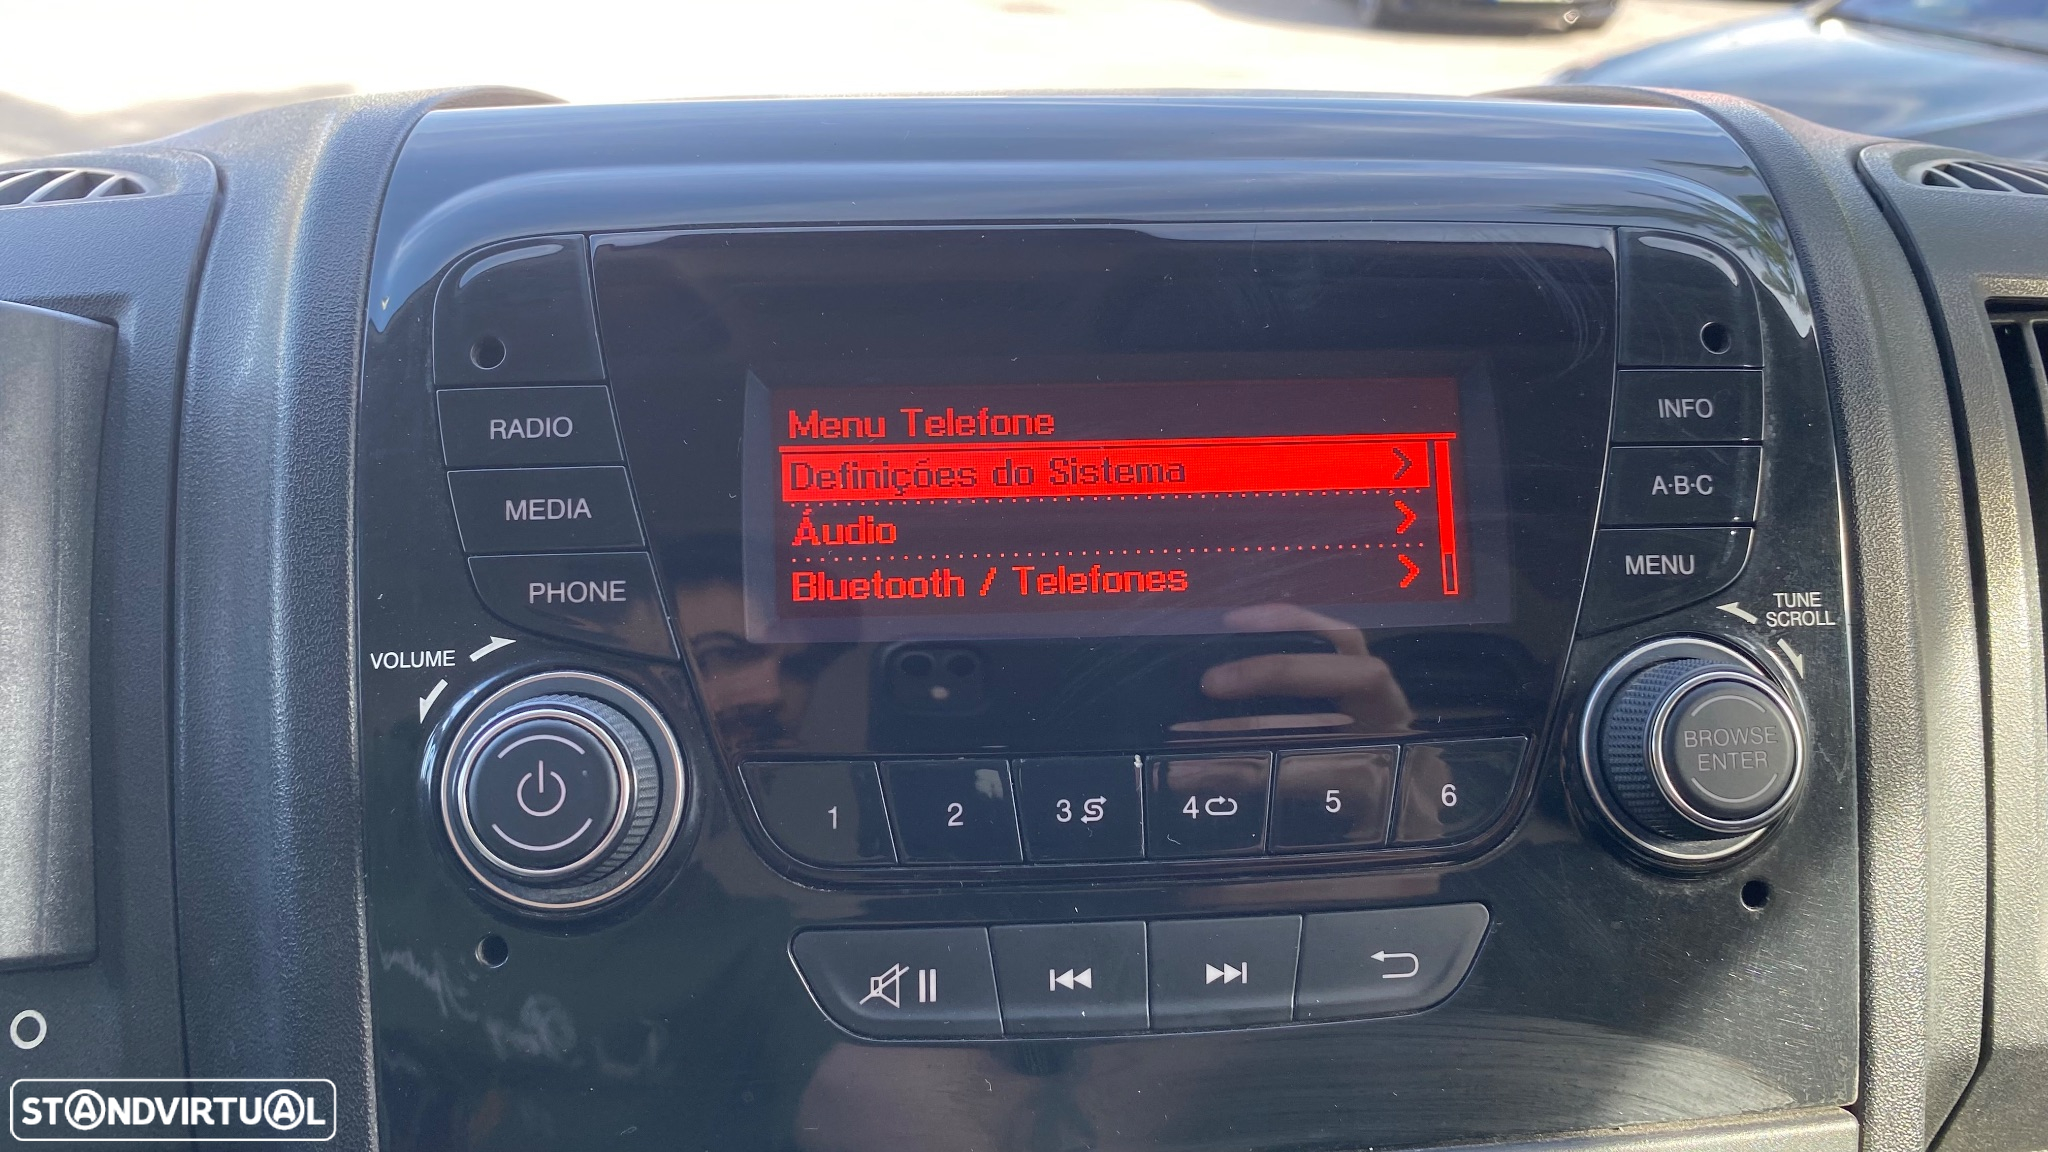 RADIO
MEDIA
PHONE
VOLUME
Menu Telefone
Definições do Sistema
Áudio
Bluetooth / Telefones
INFO
A·B·C
MENU
TUNE
SCROLL
BROWSE
ENTER
1
2
3
4
5
6
STANDVIRTUAL